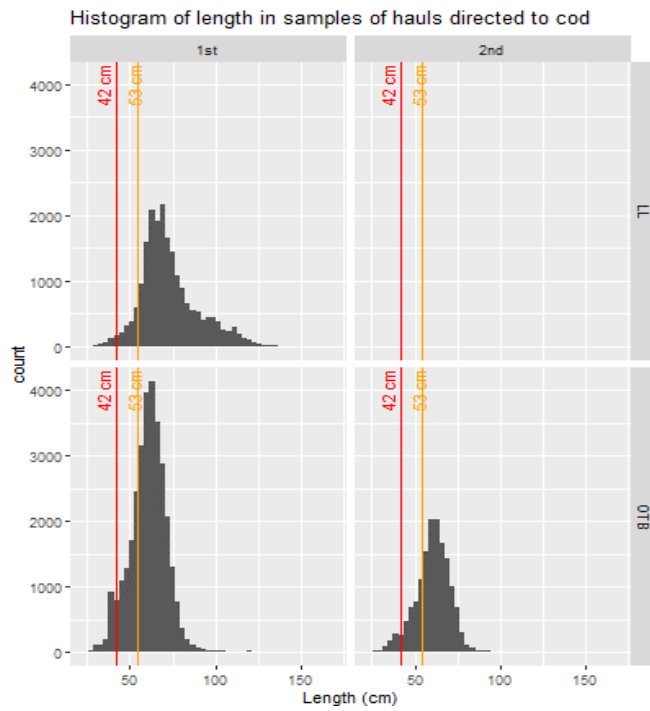 Histogram of length in samples of hauls directed to cod
1st
2nd
4000
3000
2000
1000
0
42 cm
53 cm
42 cm
53 cm
LL
count
4000
3000
2000
1000
0
42 cm
53 cm
42 cm
53 cm
OTB
50
100
150
50
100
150
Length (cm)